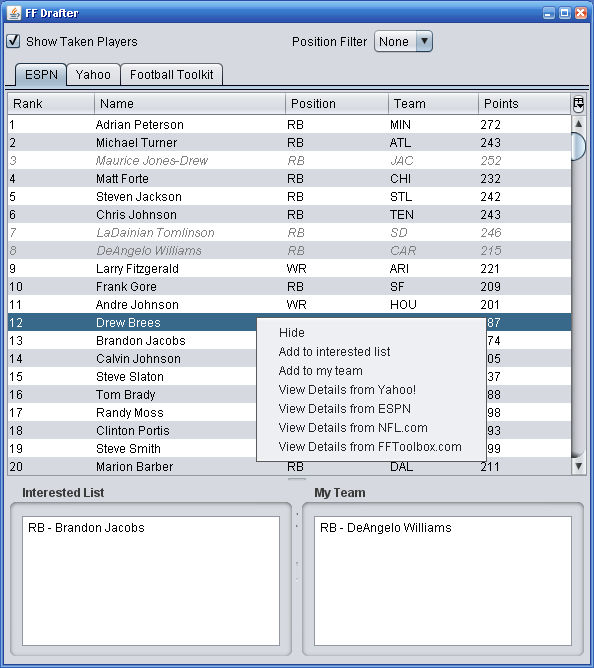 FF Drafter
Show Taken Players Position Filter None
ESPN Yahoo Football Toolkit
Rank Name Position Team Points
1 Adrian Peterson RB MIN 272
2 Michael Turner RB ATL 243
3 Maurice Jones-Drew RB JAC 252
4 Matt Forte RB CHI 232
5 Steven Jackson RB STL 242
6 Chris Johnson RB TEN 243
7 LaDainian Tomlinson RB SD 246
8 DeAngelo Williams RB CAR 215
9 Larry Fitzgerald WR ARI 221
10 Frank Gore RB SF 209
11 Andre Johnson WR HOU 201
12 Drew Brees 87
13 Brandon Jacobs 74
14 Calvin Johnson 05
15 Steve Slaton 37
16 Tom Brady 88
17 Randy Moss 98
18 Clinton Portis 93
19 Steve Smith 99
20 Marion Barber RB DAL 211
Hide
Add to interested list
Add to my team
View Details from Yahoo!
View Details from ESPN
View Details from NFL.com
View Details from FFToolbox.com
Interested List
RB - Brandon Jacobs
My Team
RB - DeAngelo Williams